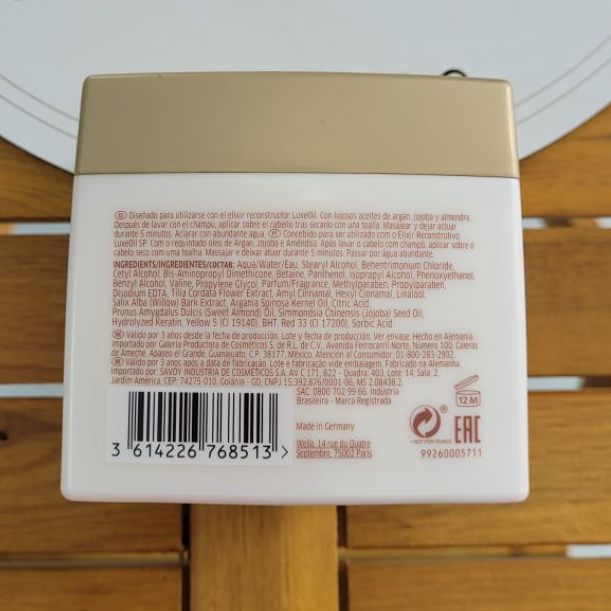 ES Diseñado para utilizarse con el elixir reconstructor LuxeOil. Con lujosos aceites de argán, jojoba y almendra.
Después de lavar con el champú, aplicar sobre el cabello tras secarlo con una toalla. Masajear y dejar actuar
durante 5 minutos. Aclarar con abundante agua. PT Concebido para ser utilizado com o Elixir Reconstrutivo
LuxeOil SP. Com o requintado óleo de Argan, Jojoba e Amêndoa. Após lavar o cabelo com champô, aplicar sobre o
cabelo seco com uma toalha. Massajar e deixar atuar durante 5 minutos. Passar por água abundante.
INGREDIENTS/INGREDIENTES/СОСТАВ: Aqua/Water/Eau, Stearyl Alcohol, Behentrimonium Chloride,
Cetyl Alcohol, Bis-Aminopropyl Dimethicone, Betaine, Panthenol, Isopropyl Alcohol, Phenoxyethanol,
Benzyl Alcohol, Valine, Propylene Glycol, Parfum/Fragrance, Methylparaben, Propylparaben,
Disodium EDTA, Tilia Cordata Flower Extract, Amyl Cinnamal, Hexyl Cinnamal, Linalool,
Salix Alba (Willow) Bark Extract, Argania Spinosa Kernel Oil, Citric Acid,
Prunus Amygdalus Dulcis (Sweet Almond) Oil, Simmondsia Chinensis (Jojoba) Seed Oil,
Hydrolyzed Keratin, Yellow 5 (CI 19140), BHT, Red 33 (CI 17200), Sorbic Acid
Válido por 3 años desde la fecha de producción. Lote y fecha de producción: Ver envase. Hecho en Alemania.
Importado por Galería Productora de Cosméticos S. de R.L. de C.V., Avenida Ferrocarril Norte, Número 100, Caleras
de Ameche, Apaseo el Grande, Guanajuato, C.P. 38177, México. Atención al Consumidor: 01-800-283-2902.
BR Válido por 3 años após a data de fabricação. Lote e fabricação vide embalagem. Fabricado na Alemanha
Importado por: SAVOY INDÚSTRIA DE COSMÉTICOS S.A. AV C 171, 822 – Quadra: 403, Lote: 14. Sala: 2.
Jardim América, CEP: 74275-010, Goiânia - GO, CNPJ 15.392.876/0001-06, MS 2.08438.2.
SAC: 0800 702 99 66, Indústria
Brasileira - Marca Registrada
12 M
Made in Germany
Wella, 14 rue du Quatre
Septembre, 75002 Paris
* NOT FOR FRANCE
EAC
99260005711
3 614226 768513 >